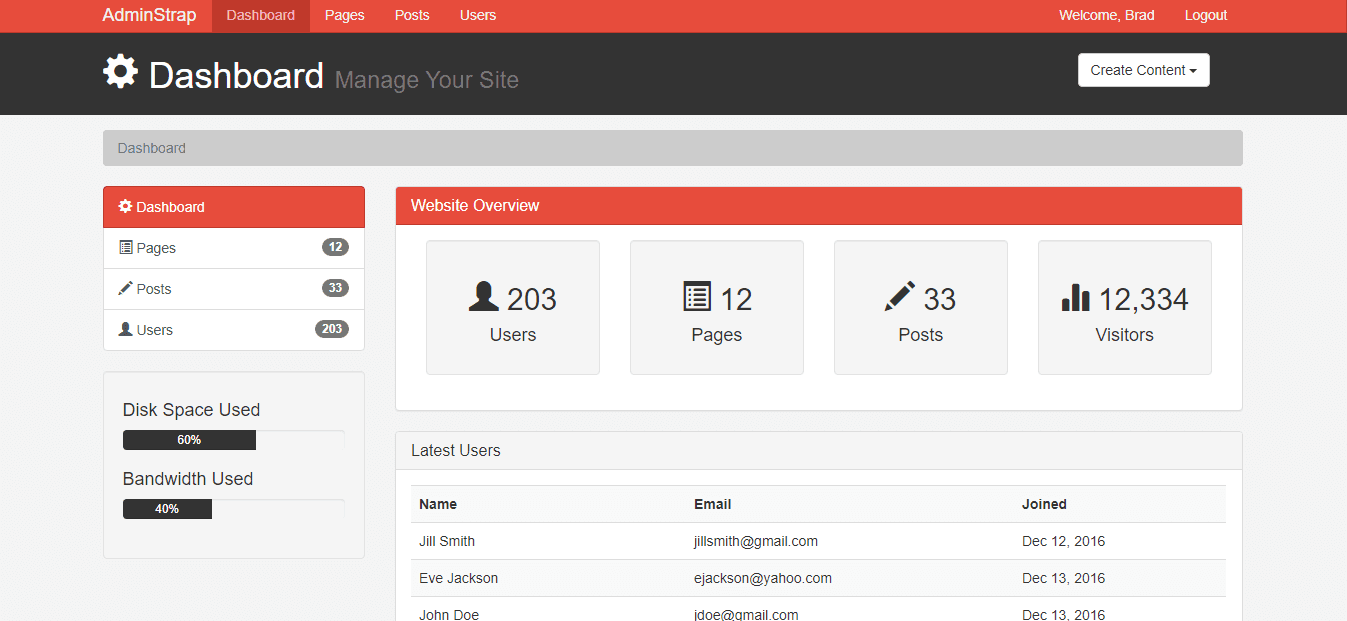 AdminStrap Dashboard Pages Posts Users Welcome, Brad Logout
Dashboard Manage Your Site Create Content
Dashboard
Dashboard
Pages 12
Posts 33
Users 203
Disk Space Used
60%
Bandwidth Used
40%
Website Overview
203 12 33 12,334
Users Pages Posts Visitors
Latest Users
Name Email Joined
Jill Smith jillsmith@gmail.com Dec 12, 2016
Eve Jackson ejackson@yahoo.com Dec 13, 2016
John Doe jdoe@gmail.com Dec 13, 2016